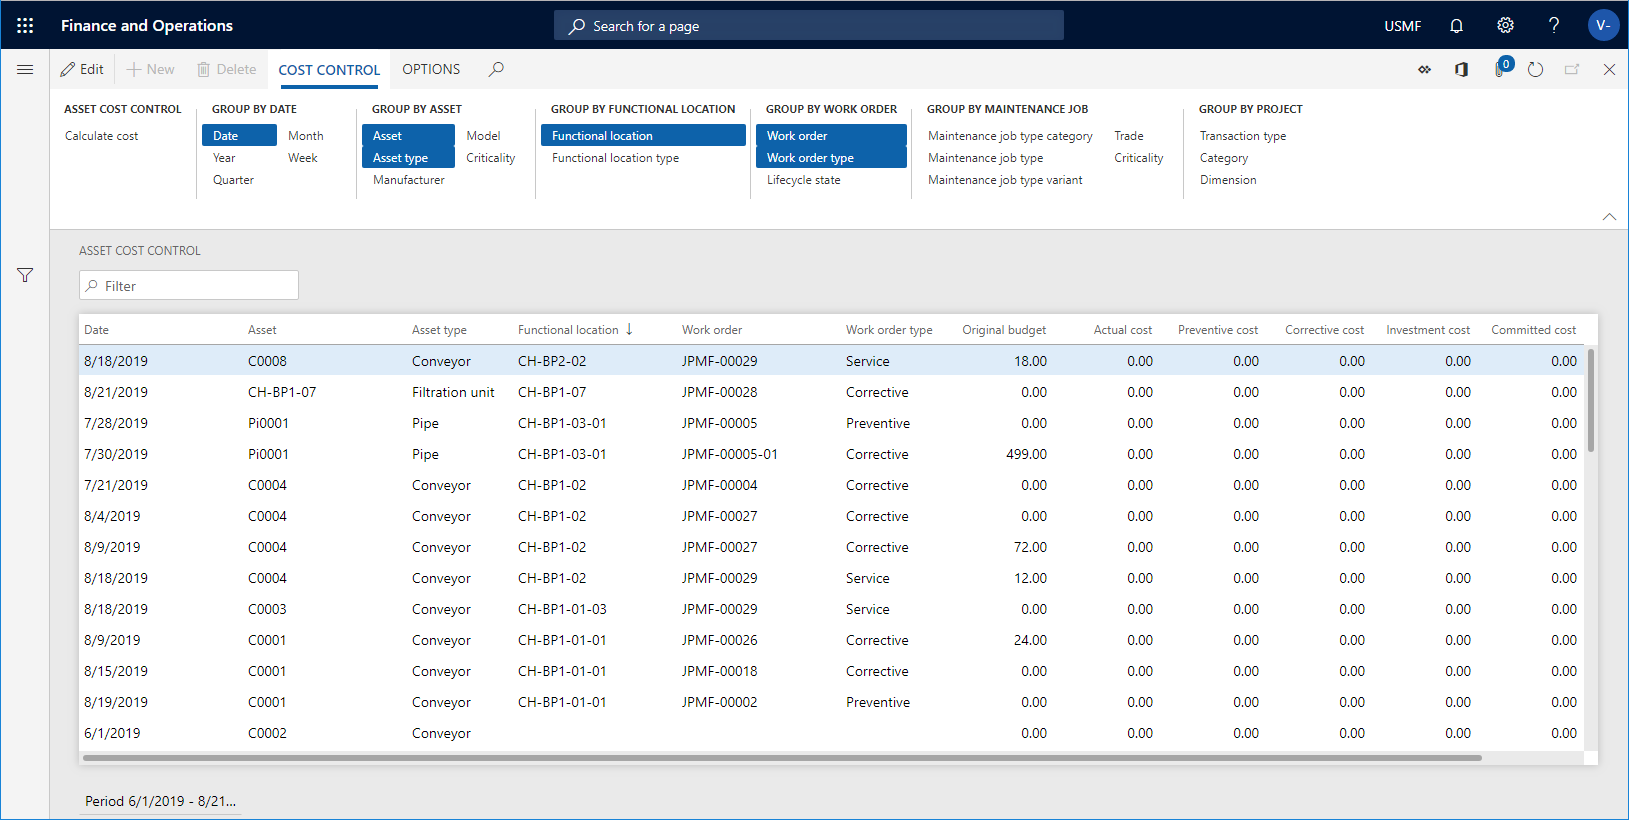 Finance and Operations
Search for a page
USMF
?
V-
Edit
New
Delete
COST CONTROL
OPTIONS
0
ASSET COST CONTROL GROUP BY DATE GROUP BY ASSET GROUP BY FUNCTIONAL LOCATION GROUP BY WORK ORDER GROUP BY MAINTENANCE JOB GROUP BY PROJECT
Calculate cost Date Month Asset Model Functional location Work order Maintenance job type category Trade Transaction type
Year Week Asset type Criticality Functional location type Work order type Maintenance job type Criticality Category
Quarter Manufacturer Lifecycle state Maintenance job type variant Dimension
ASSET COST CONTROL
Filter
Date Asset Asset type Functional location ↓ Work order Work order type Original budget Actual cost Preventive cost Corrective cost Investment cost Committed cost
8/18/2019 C0008 Conveyor CH-BP2-02 JPMF-00029 Service 18.00 0.00 0.00 0.00 0.00 0.00
8/21/2019 CH-BP1-07 Filtration unit CH-BP1-07 JPMF-00028 Corrective 0.00 0.00 0.00 0.00 0.00 0.00
7/28/2019 Pi0001 Pipe CH-BP1-03-01 JPMF-00005 Preventive 0.00 0.00 0.00 0.00 0.00 0.00
7/30/2019 Pi0001 Pipe CH-BP1-03-01 JPMF-00005-01 Corrective 499.00 0.00 0.00 0.00 0.00 0.00
7/21/2019 C0004 Conveyor CH-BP1-02 JPMF-00004 Corrective 0.00 0.00 0.00 0.00 0.00 0.00
8/4/2019 C0004 Conveyor CH-BP1-02 JPMF-00027 Corrective 0.00 0.00 0.00 0.00 0.00 0.00
8/9/2019 C0004 Conveyor CH-BP1-02 JPMF-00027 Corrective 72.00 0.00 0.00 0.00 0.00 0.00
8/18/2019 C0004 Conveyor CH-BP1-02 JPMF-00029 Service 12.00 0.00 0.00 0.00 0.00 0.00
8/18/2019 C0003 Conveyor CH-BP1-01-03 JPMF-00029 Service 0.00 0.00 0.00 0.00 0.00 0.00
8/9/2019 C0001 Conveyor CH-BP1-01-01 JPMF-00026 Corrective 24.00 0.00 0.00 0.00 0.00 0.00
8/15/2019 C0001 Conveyor CH-BP1-01-01 JPMF-00018 Corrective 0.00 0.00 0.00 0.00 0.00 0.00
8/19/2019 C0001 Conveyor CH-BP1-01-01 JPMF-00002 Preventive 0.00 0.00 0.00 0.00 0.00 0.00
6/1/2019 C0002 Conveyor 0.00 0.00 0.00 0.00 0.00 0.00
Period 6/1/2019 - 8/21...